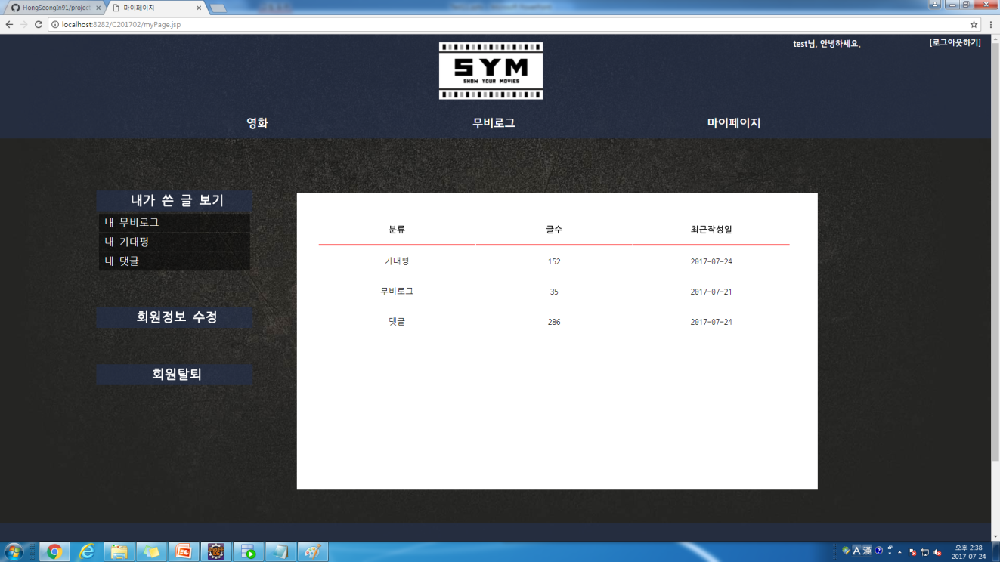 HongSeongIn91/project
마이페이지
localhost:8282/C201702/myPage.jsp
test님, 안녕하세요.
[로그아웃하기]
SYM
SHOW YOUR MOVIES
영화
무비로그
마이페이지
내가 쓴 글 보기
내 무비로그
내 기대평
내 댓글
회원정보 수정
회원탈퇴
분류 글수 최근작성일
기대평 152 2017-07-24
무비로그 35 2017-07-21
댓글 286 2017-07-24
A 漢
오후 2:38
2017-07-24